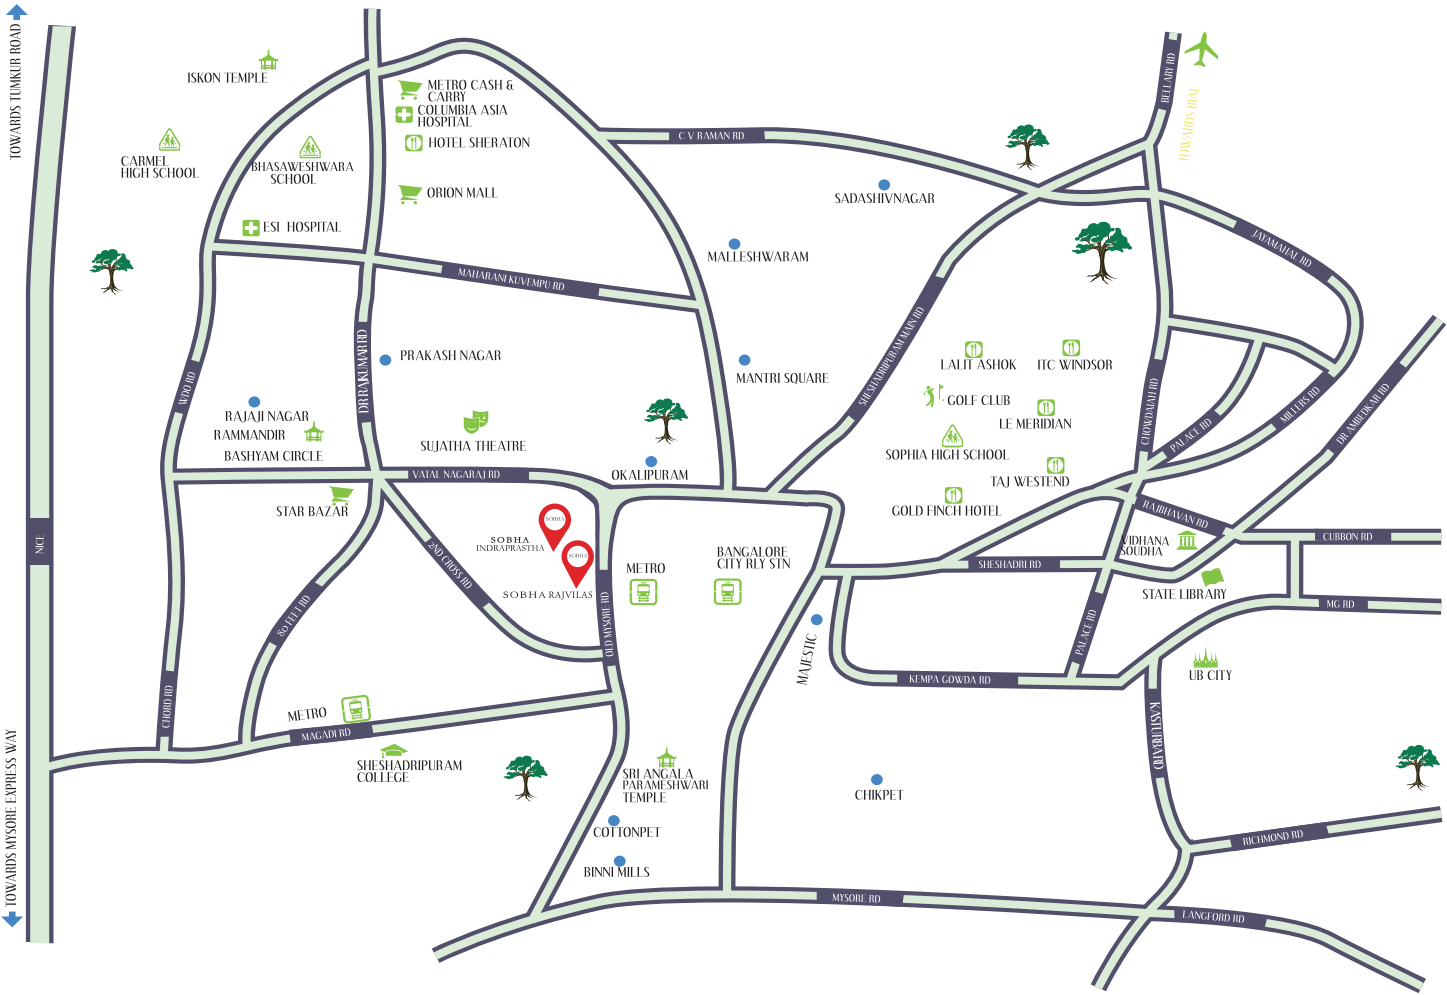 TOWARDS TUMKUR ROAD
ISKON TEMPLE
METRO CASH &
CARRY
COLUMBIA ASIA
HOSPITAL
HOTEL SHERATON
ORION MALL
CARMEL
HIGH SCHOOL
BHASAWESHWARA
SCHOOL
ESI HOSPITAL
C V RAMAN RD
BELLARY RD
TOWARDS BIAL
SADASHIVNAGAR
MALLESHWARAM
JAYAMAHAL RD
MAHARANI KUVEMPU RD
DR RAKUMAR RD
PRAKASH NAGAR
WOO RD
RAJAJI NAGAR
RAMMANDIR
BASHYAM CIRCLE
SUJATHA THEATRE
MANTRI SQUARE
SHESHADRIPURAM MAIN RD
LALIT ASHOK
ITC WINDSOR
GOLF CLUB
LE MERIDIAN
SOPHIA HIGH SCHOOL
TAJ WESTEND
GOLD FINCH HOTEL
CHOWDAIAH RD
PALACE RD
MILLERS RD
DR AMBEDKAR RD
VATAL NAGARAJ RD
OKALIPURAM
STAR BAZAR
NICE
SOBHA
SOBHA
INDRAPRASTHA
SOBHA
SOBHA RAJVILAS
2ND CROSS RD
80 FEET RD
OLD MYSORE RD
METRO
BANGALORE
CITY RLY STN
RAJBHAVAN RD
VIDHANA
SOUDHA
CUBBON RD
SHESHADRI RD
STATE LIBRARY
MG RD
PALACE RD
MAJESTIC
KEMPA GOWDA RD
UB CITY
KASTURBA RD
CHORD RD
METRO
MAGADI RD
SHESHADRIPURAM
COLLEGE
SRI ANGALA
PARAMESHWARI
TEMPLE
COTTONPET
BINNI MILLS
CHIKPET
RICHMOND RD
MYSORE RD
LANGFORD RD
TOWARDS MYSORE EXPRESS WAY